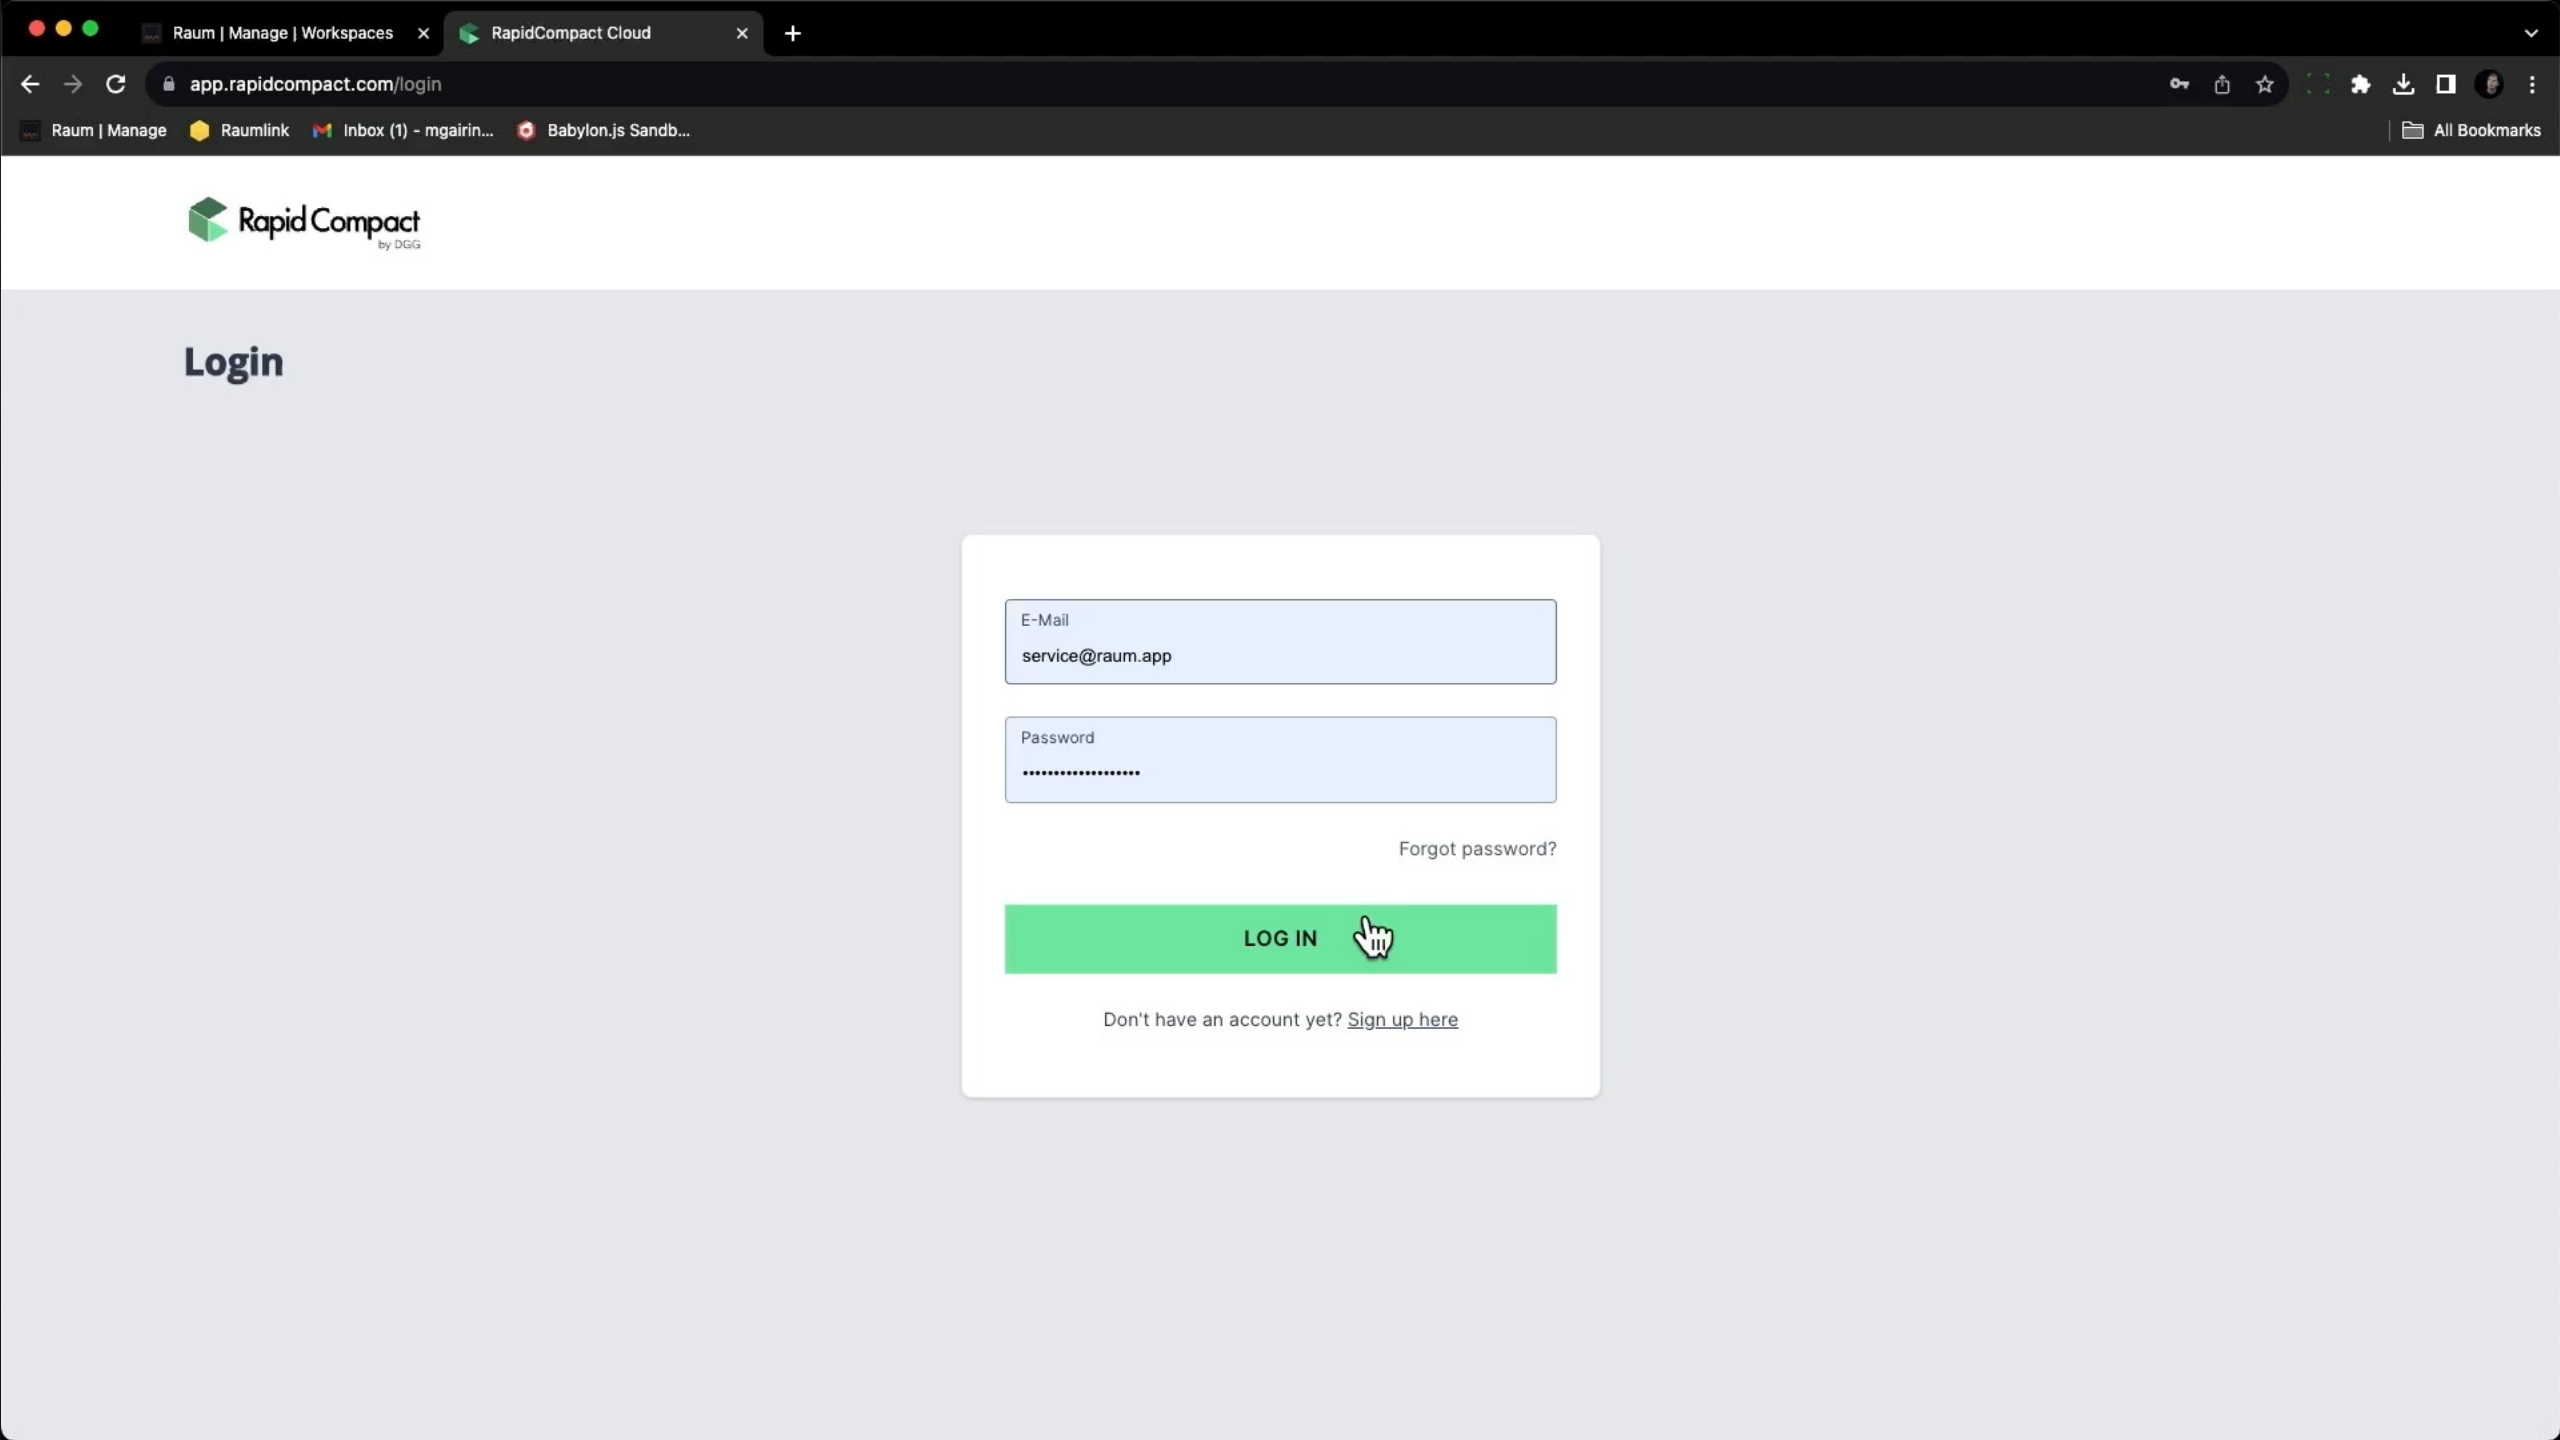 Raum | Manage | Workspaces
RapidCompact Cloud
app.rapidcompact.com/login
Raum | Manage
Raumlink
Inbox (1) - mgairin...
Babylon.js Sandb...
All Bookmarks
Rapid Compact
by DGG
Login
E-Mail
service@raum.app
Password
•••••••••••••••••••
Forgot password?
LOG IN
Don't have an account yet? Sign up here